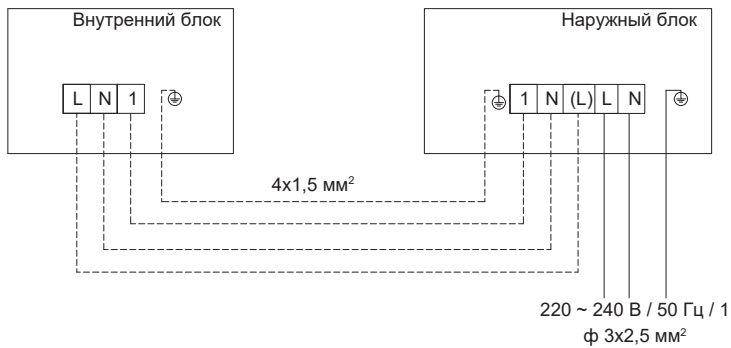 Внутренний блок
Наружный блок
L N 1
1 N (L) L N
4x1,5 мм²
220 ~ 240 В / 50 Гц / 1
ф 3x2,5 мм²